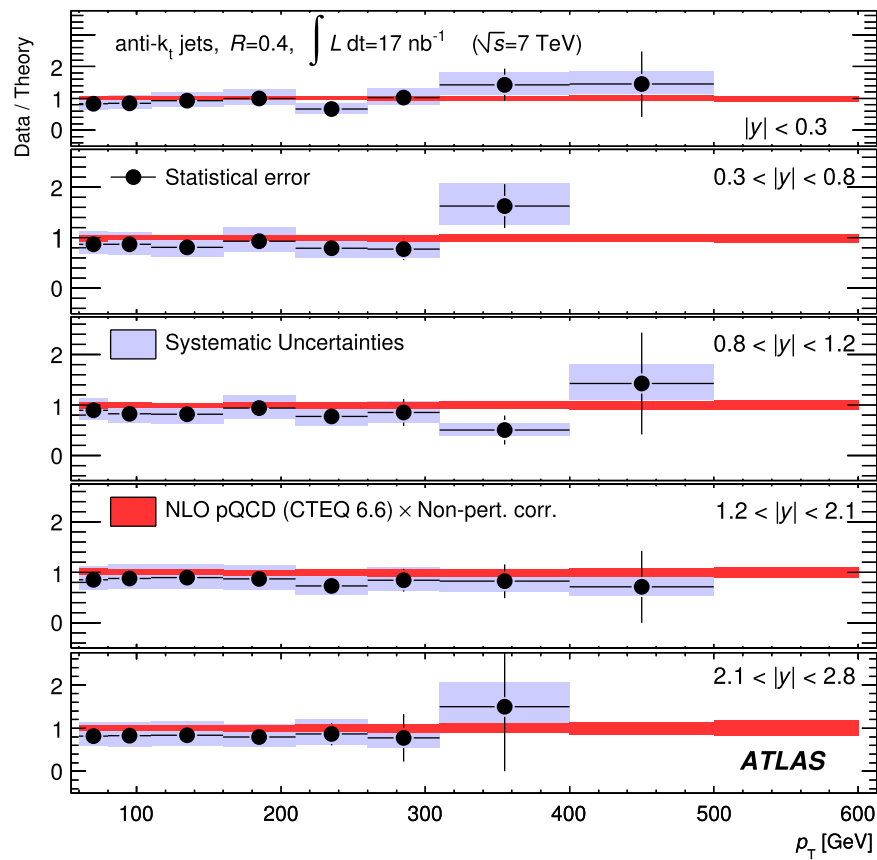 anti-k_t jets, R=0.4, ∫ L dt=17 nb⁻¹ (√s=7 TeV)
Data / Theory
2
1
0
|y| < 0.3
Statistical error
0.3 < |y| < 0.8
2
1
0
Systematic Uncertainties
0.8 < |y| < 1.2
2
1
0
NLO pQCD (CTEQ 6.6) × Non-pert. corr.
1.2 < |y| < 2.1
2
1
0
2.1 < |y| < 2.8
2
1
0
ATLAS
100 200 300 400 500 600
p_T [GeV]